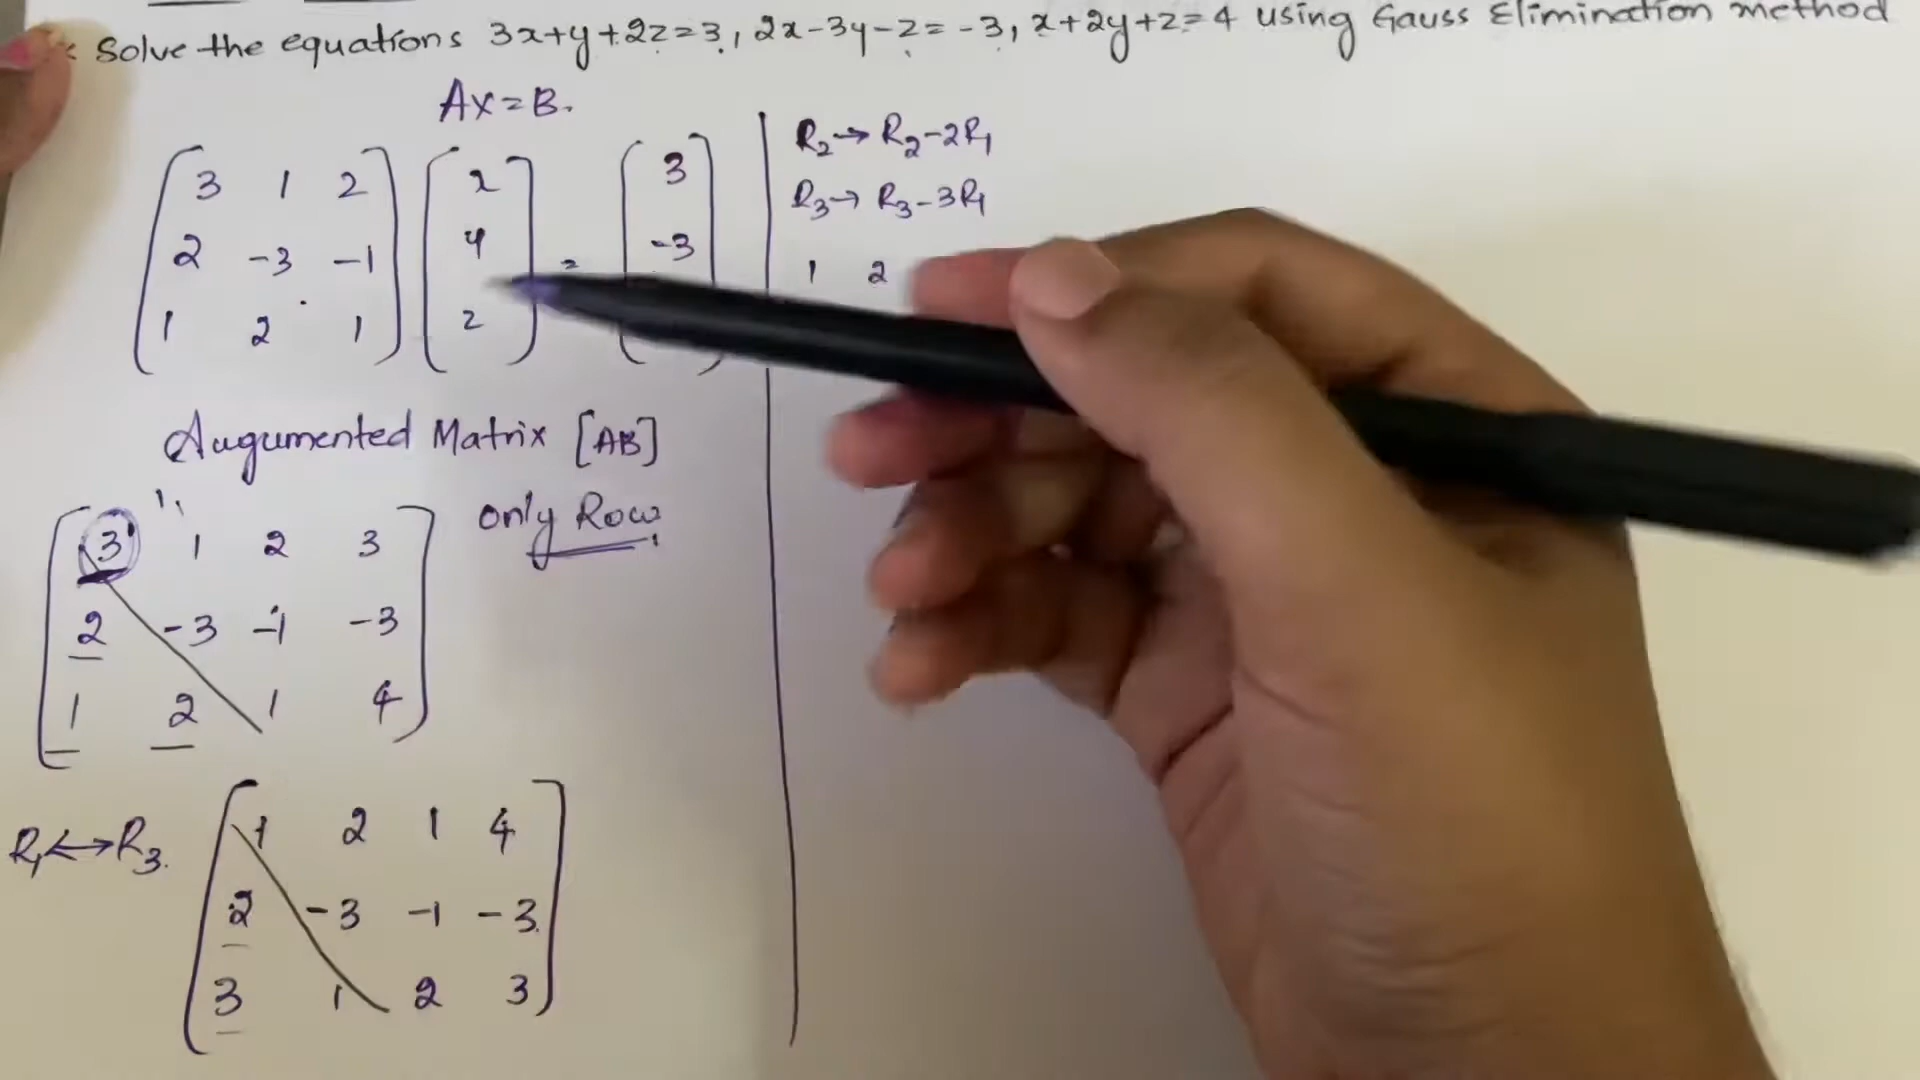 : Solve the equations 3x+y+2z=3, 2x-3y-z=-3, x+2y+z=4 using Gauss Elimination method
AX=B.
3 1 2 x 3
2 -3 -1 y = -3
1 2 1 z
Augumented Matrix [AB]
only Row
3 1 2 3
2 -3 -1 -3
1 2 1 4
R1↔R3.
1 2 1 4
2 -3 -1 -3
3 1 2 3
R2→R2-2R1
R3→R3-3R1
1 2